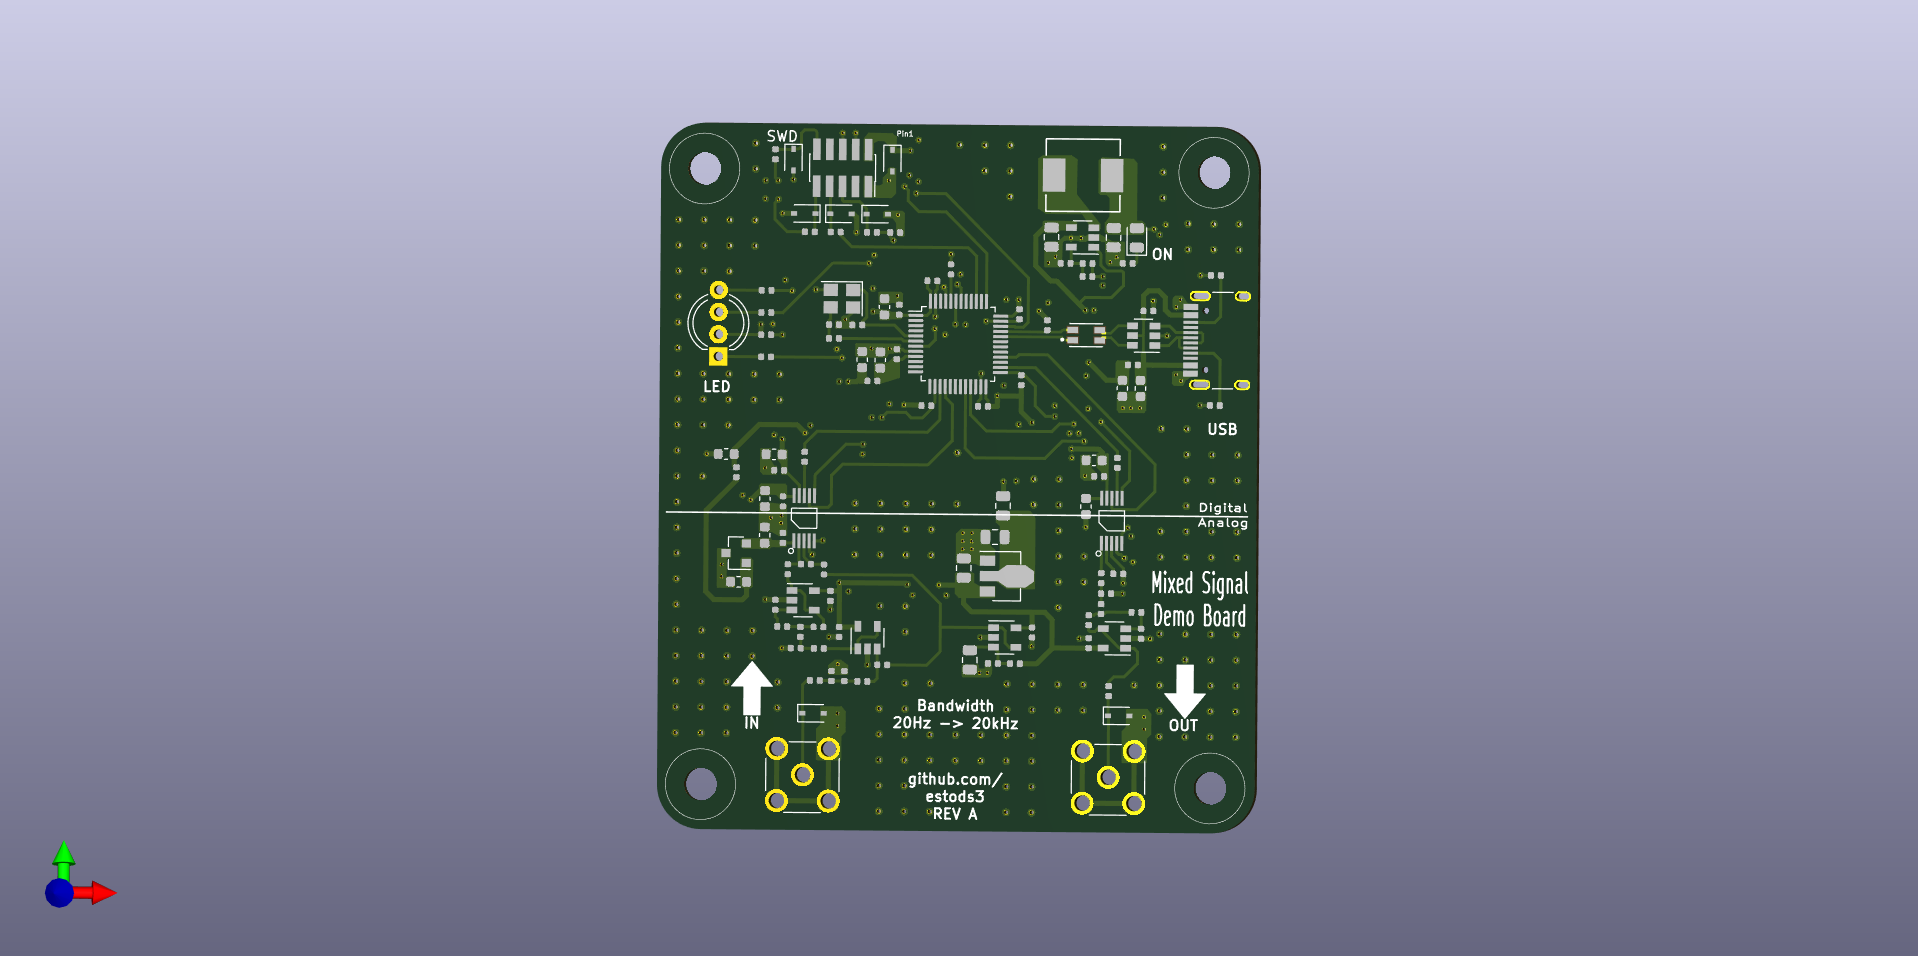 SWD
Pin1
ON
LED
USB
Digital
Analog
Mixed Signal
Demo Board
IN
Bandwidth
20Hz -> 20kHz
OUT
github.com/
estods3
REV A